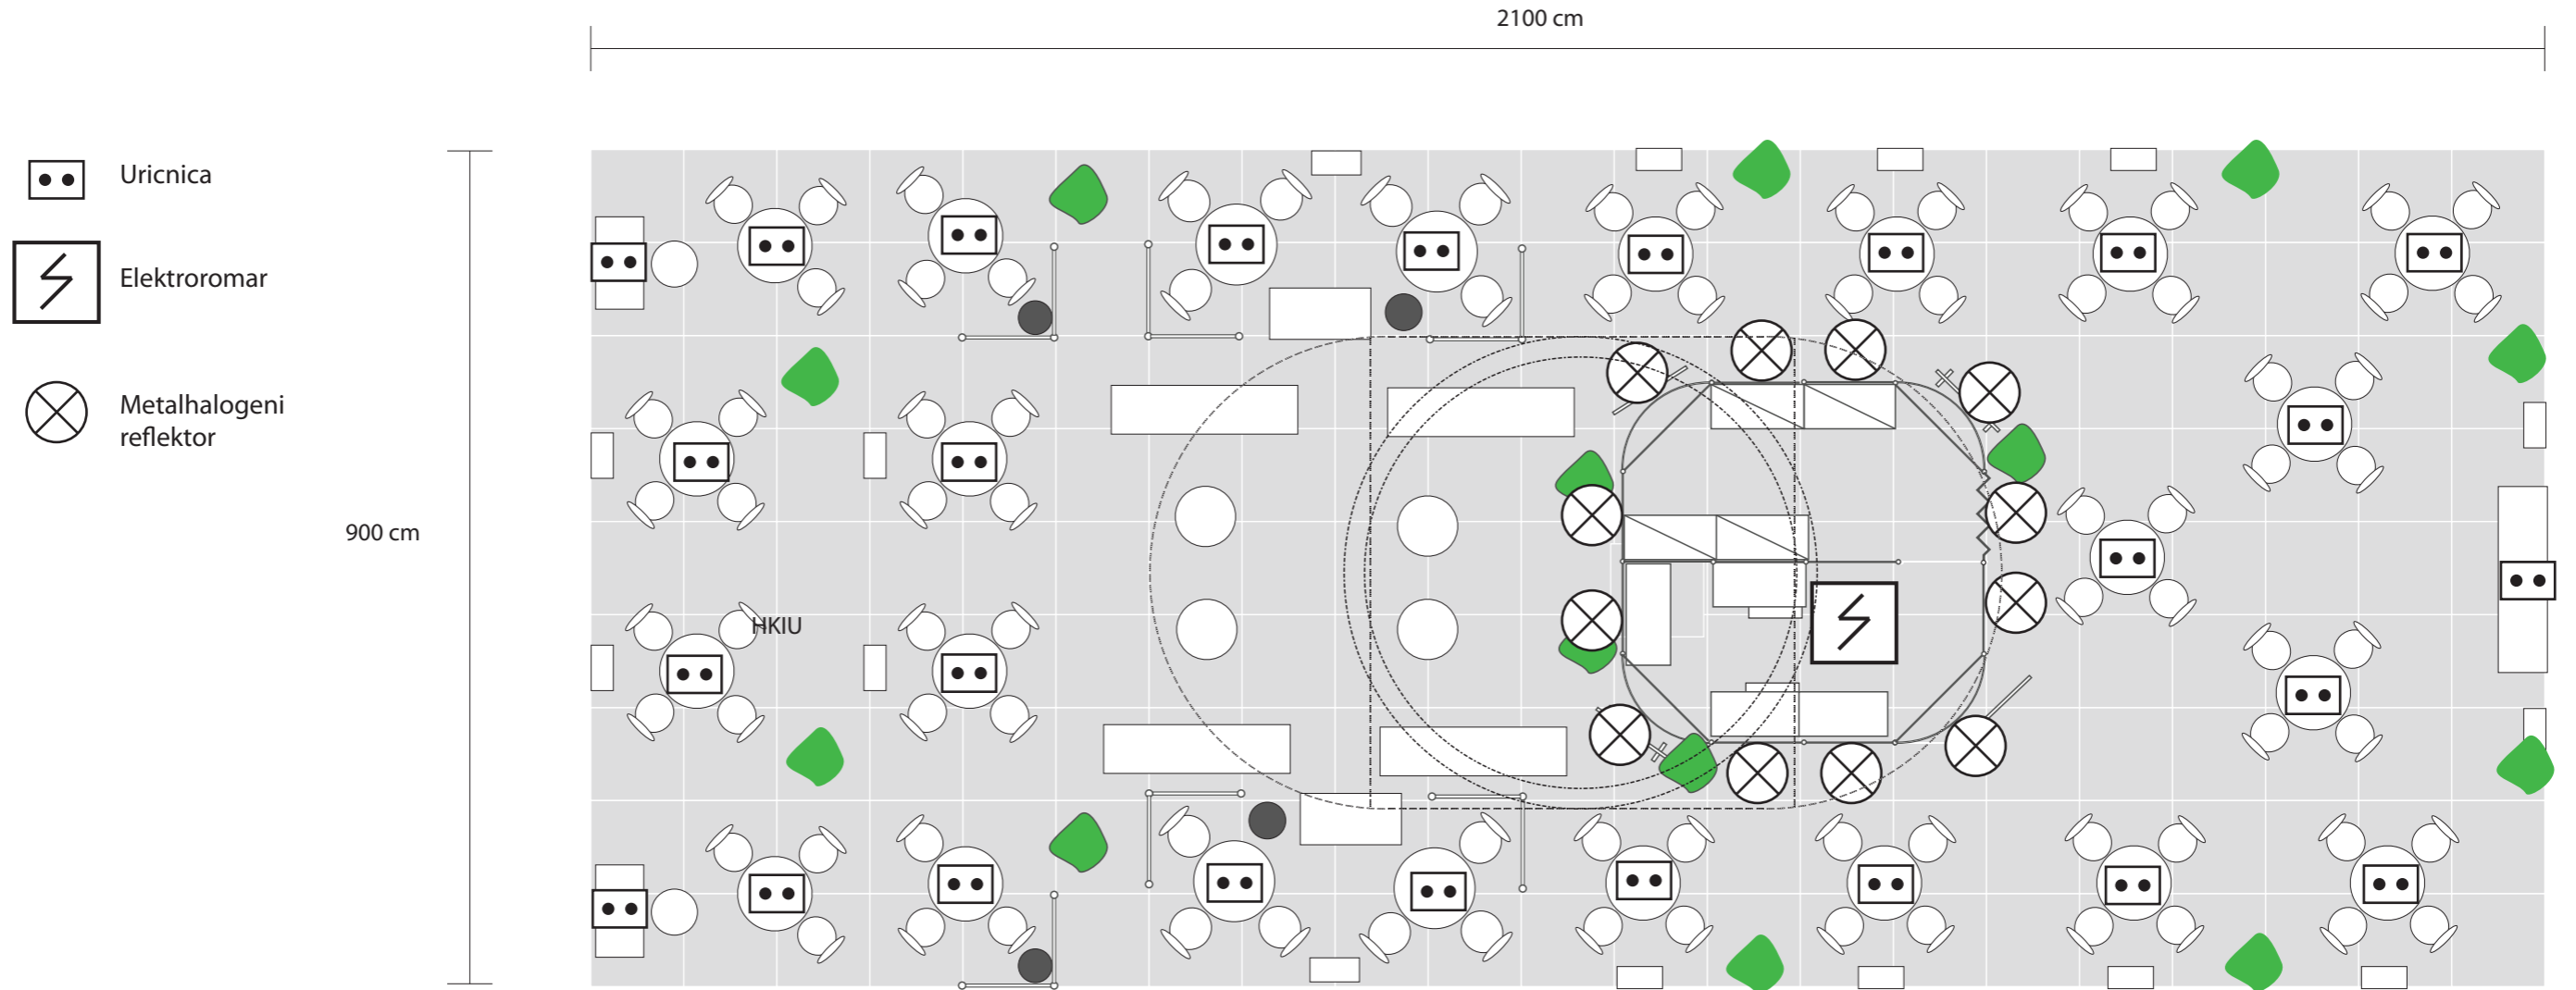 2100 cm
Uricnica
Elektroromar
Metalhalogeni
reflektor
900 cm
HKIU